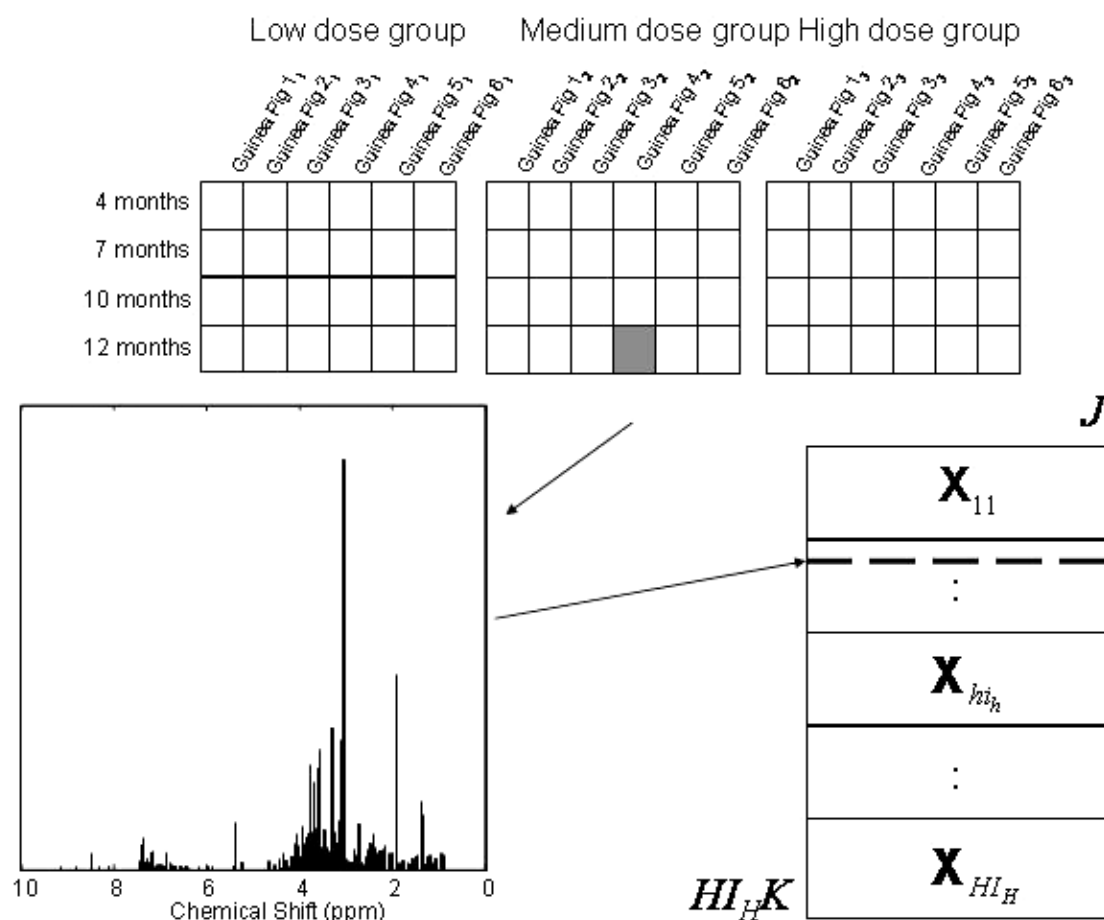 Low dose group
Medium dose group
High dose group
Guinea Pig 1₁
Guinea Pig 2₁
Guinea Pig 3₁
Guinea Pig 4₁
Guinea Pig 5₁
Guinea Pig 6₁
Guinea Pig 1₂
Guinea Pig 2₂
Guinea Pig 3₂
Guinea Pig 4₂
Guinea Pig 5₂
Guinea Pig 6₂
Guinea Pig 1₃
Guinea Pig 2₃
Guinea Pig 3₃
Guinea Pig 4₃
Guinea Pig 5₃
Guinea Pig 6₃
4 months
7 months
10 months
12 months
J
X₁₁
:
X hi_h
:
X HI_H
HI_H K
10 8 6 4 2 0
Chemical Shift (ppm)